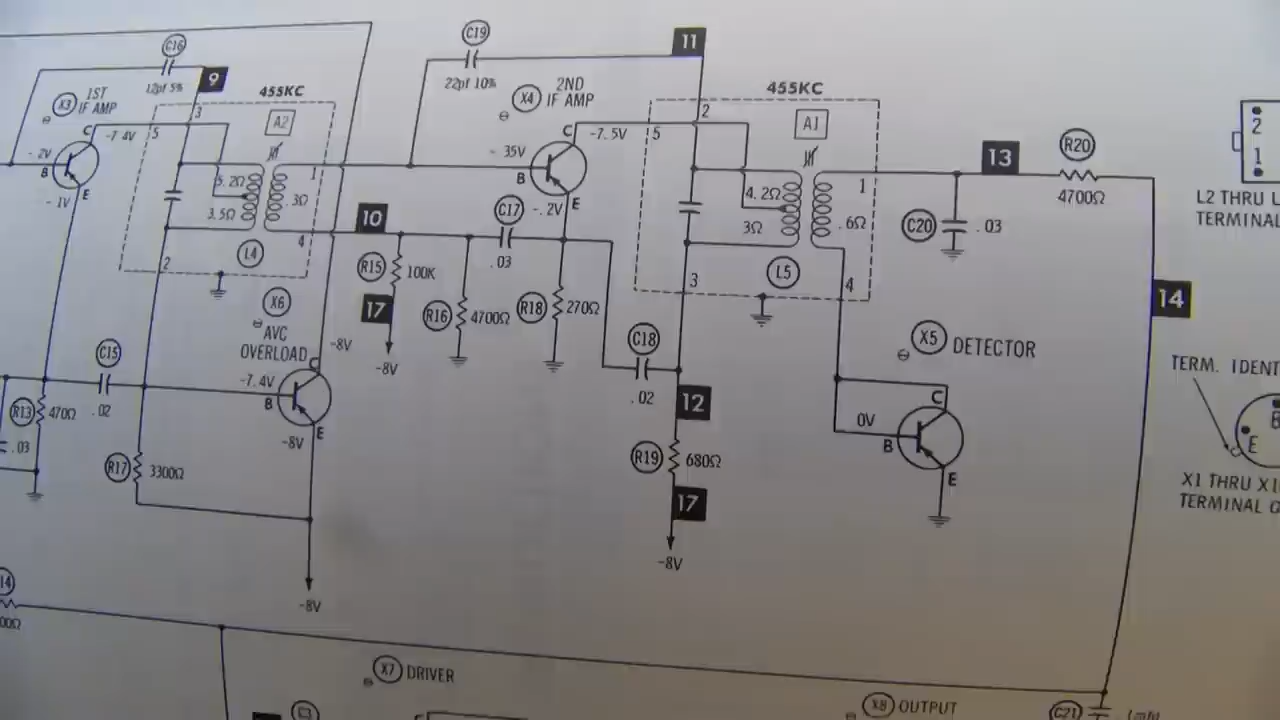 C16
12pf 5%
9
455KC
X3
1ST
IF AMP
C
-7.4V
5
3
A2
-.2V
B
E
-.1V
5.2Ω
3.5Ω
1
.3Ω
4
L4
2
C19
22pf 10%
11
X4
2ND
IF AMP
C
-7.5V
-.35V
B
E
-.2V
10
C17
.03
R15
100K
17
-8V
R16
4700Ω
R18
270Ω
C18
.02
455KC
5
2
A1
4.2Ω
3Ω
1
.6Ω
L5
3
4
12
R19
680Ω
17
-8V
13
C20
.03
R20
4700Ω
14
X5
DETECTOR
0V
C
B
E
X6
AVC
OVERLOAD
C
-8V
-7.4V
B
-8V
E
C15
.02
R13
470Ω
.03
R17
3300Ω
-8V
X7
DRIVER
X8
OUTPUT
C21
C3
2
1
L2 THRU
TERMINAL
TERM. IDENT
E
B
X1 THRU
TERMINAL